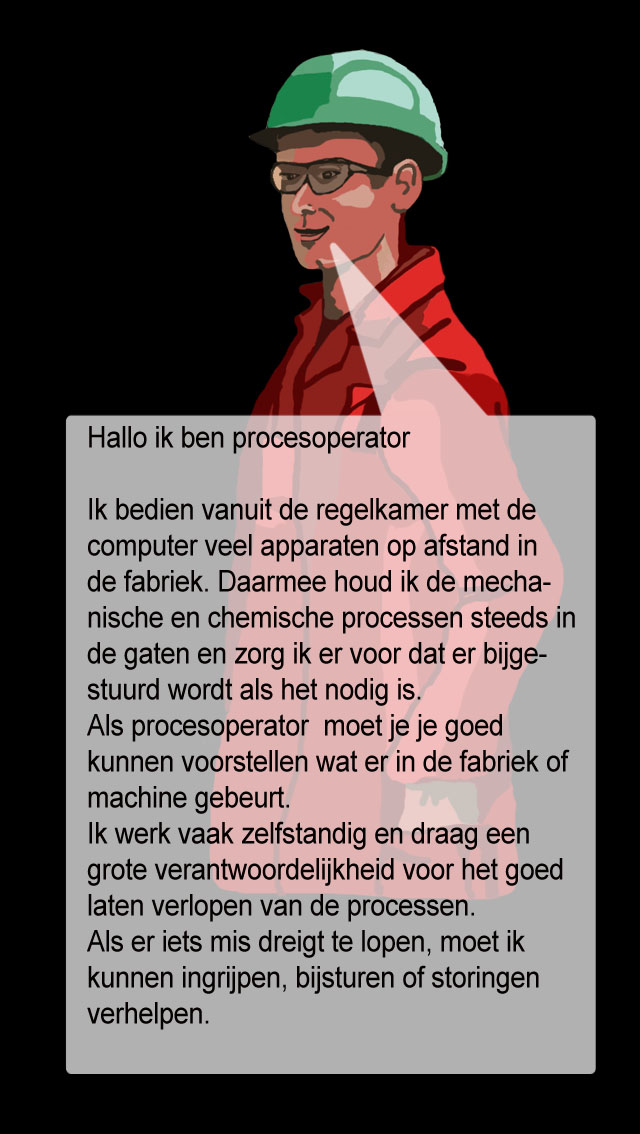 Hallo ik ben procesoperator
Ik bedien vanuit de regelkamer met de
computer veel apparaten op afstand in
de fabriek. Daarmee houd ik de mecha-
nische en chemische processen steeds in
de gaten en zorg ik er voor dat er bijge-
stuurd wordt als het nodig is.
Als procesoperator  moet je je goed
kunnen voorstellen wat er in de fabriek of
machine gebeurt.
Ik werk vaak zelfstandig en draag een
grote verantwoordelijkheid voor het goed
laten verlopen van de processen.
Als er iets mis dreigt te lopen, moet ik
kunnen ingrijpen, bijsturen of storingen
verhelpen.